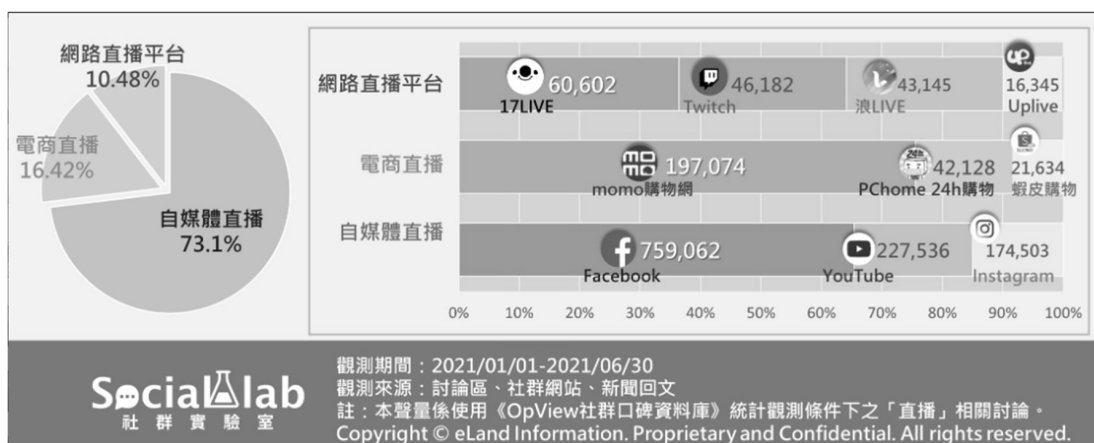 網路直播平台
10.48%
電商直播
16.42%
自媒體直播
73.1%
網路直播平台
60,602
17LIVE
46,182
Twitch
43,145
浪LIVE
up
16,345
Uplive
電商直播
momo
197,074
momo購物網
24h
42,128
PChome 24h購物
21,634
蝦皮購物
自媒體直播
759,062
Facebook
227,536
YouTube
174,503
Instagram
0% 10% 20% 30% 40% 50% 60% 70% 80% 90% 100%
Social lab
社群實驗室
觀測期間：2021/01/01-2021/06/30
觀測來源：討論區、社群網站、新聞回文
註：本聲量係使用《OpView社群口碑資料庫》統計觀測條件下之「直播」相關討論。
Copyright © eLand Information. Proprietary and Confidential. All rights reserved.